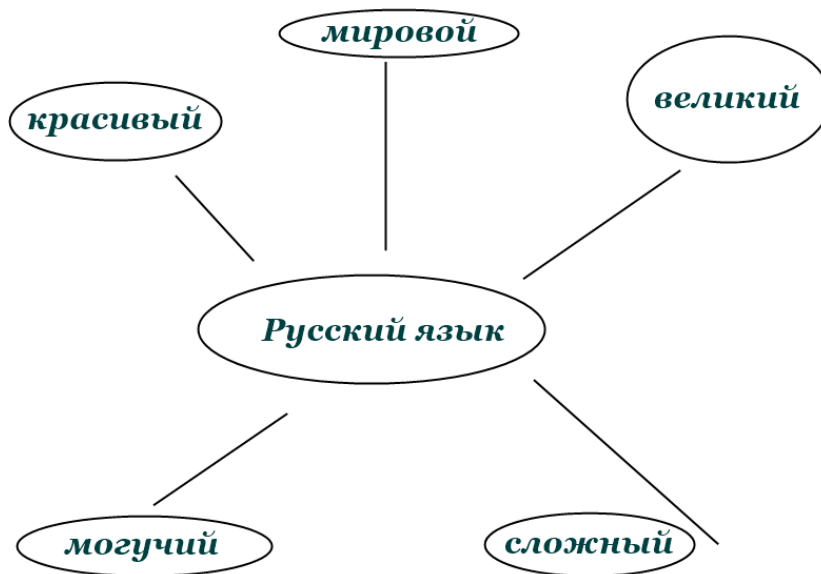 мировой
красивый
великий
Русский язык
могучий
сложный